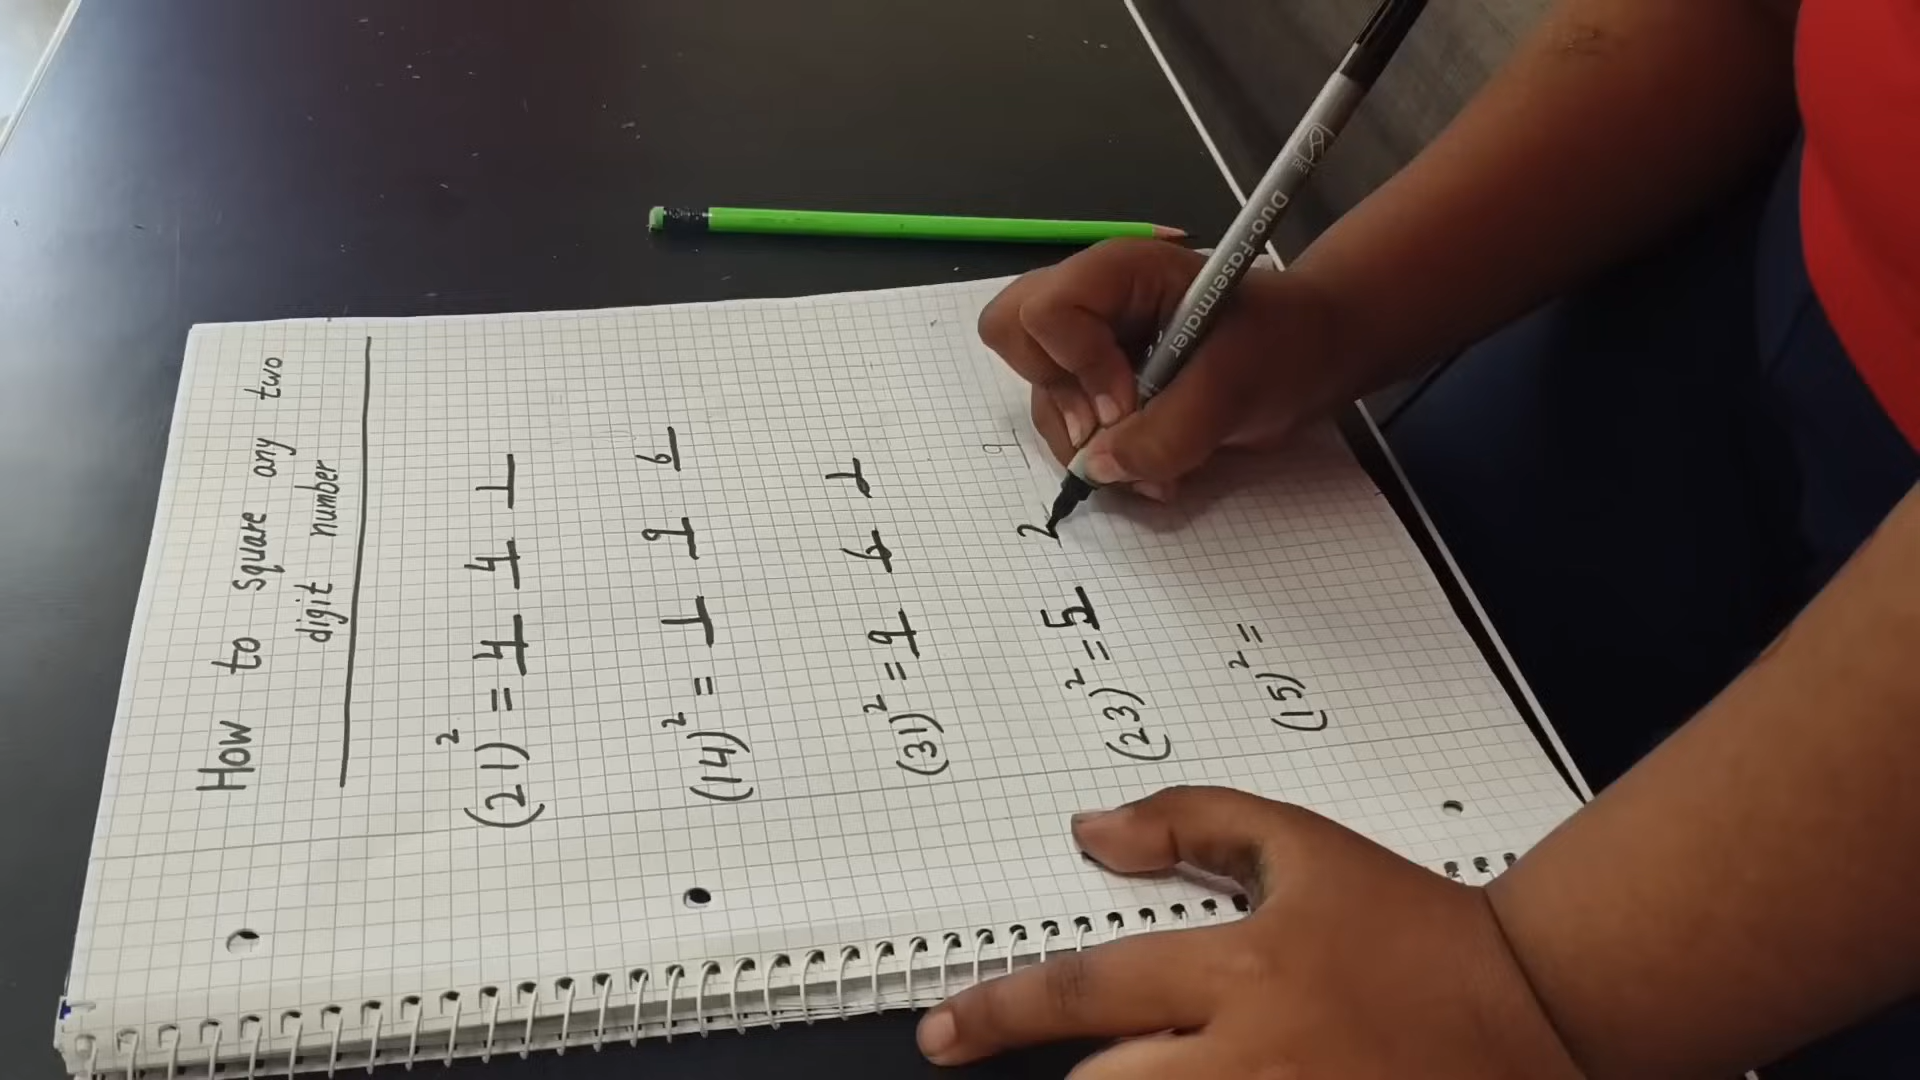 How to square any two
digit number
(21)² = 4 4 1
(14)² = 1 9 6
(31)² = 9 6 1
(23)² = 5 2 9
(15)² =
Duo-Fasermaler